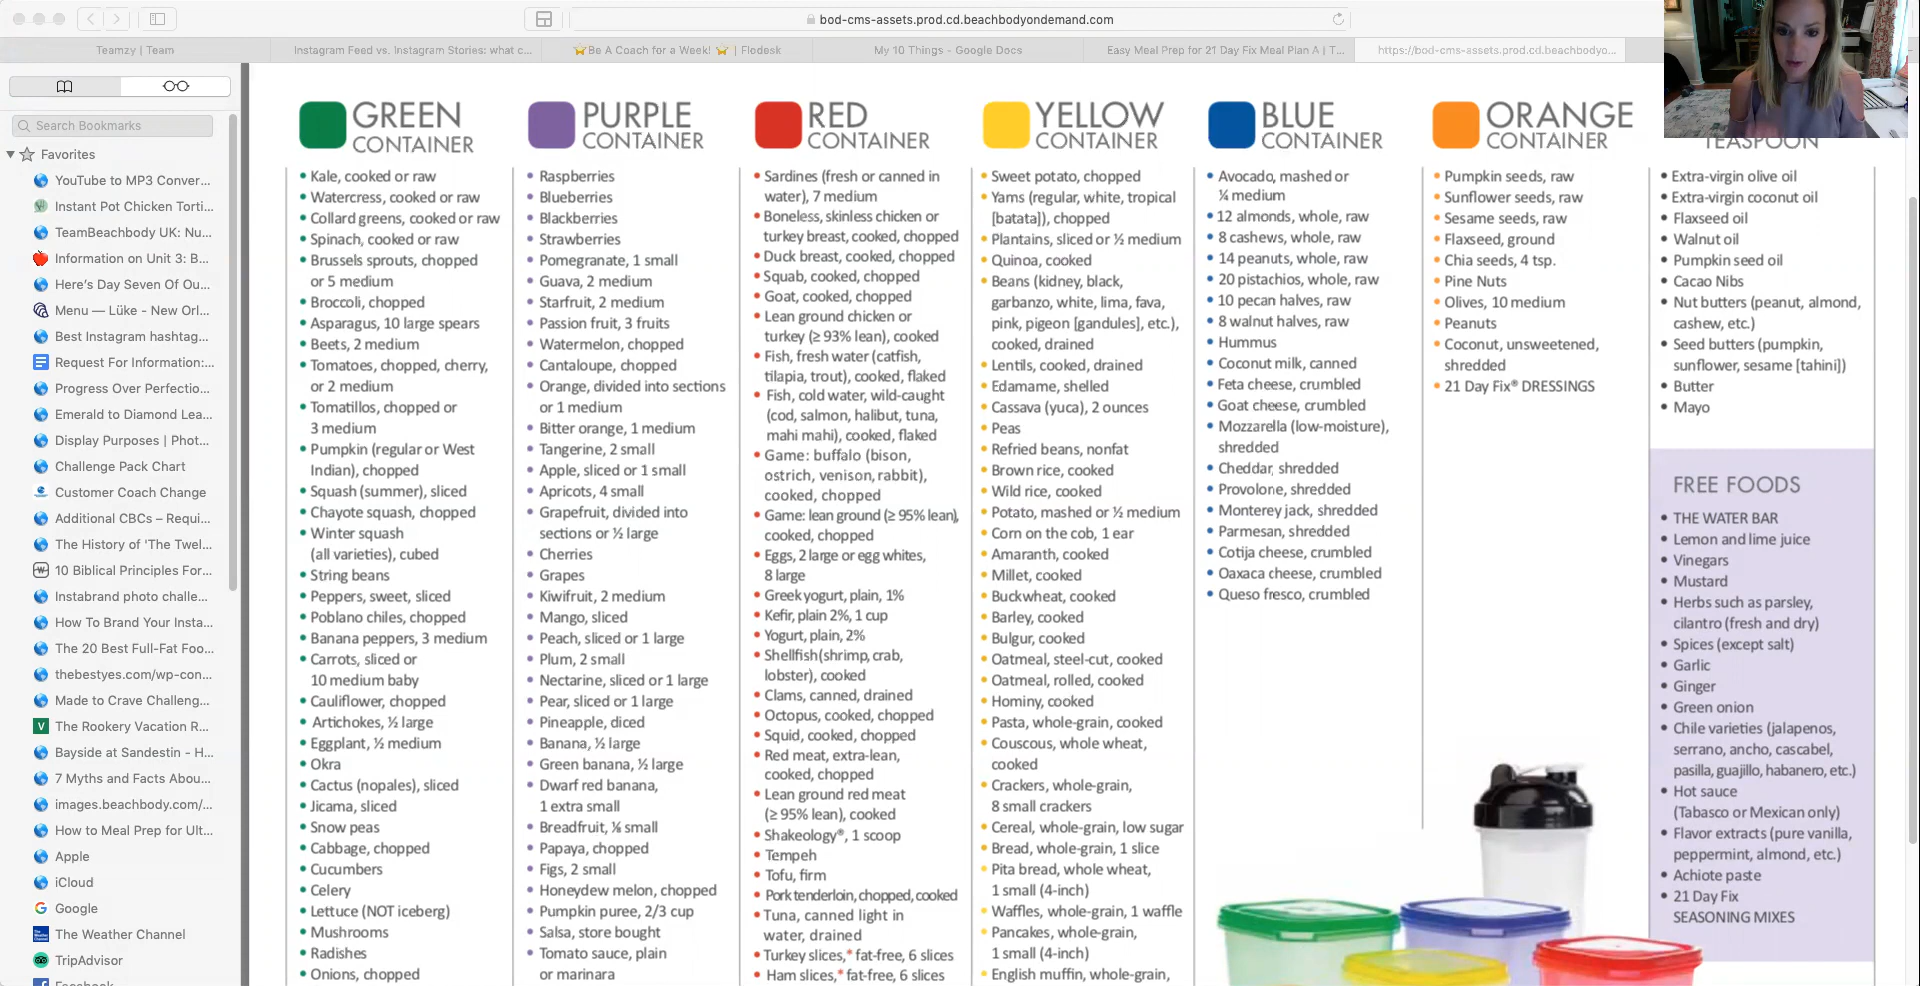 bod-cms-assets.prod.cd.beachbodyondemand.com
Teamzy | Team
Instagram Feed vs. Instagram Stories: what c...
Be A Coach for a Week! | Flodesk
My 10 Things - Google Docs
Easy Meal Prep for 21 Day Fix Meal Plan A | T...
https://bod-cms-assets.prod.cd.beachbodyo...
Search Bookmarks
Favorites
YouTube to MP3 Conver...
Instant Pot Chicken Torti...
TeamBeachbody UK: Nu...
Information on Unit 3: B...
Here's Day Seven Of Ou...
Menu — Lüke - New Orl...
Best Instagram hashtag...
Request For Information:...
Progress Over Perfectio...
Emerald to Diamond Lea...
Display Purposes | Phot...
Challenge Pack Chart
Customer Coach Change
Additional CBCs – Requi...
The History of 'The Twel...
10 Biblical Principles For...
Instabrand photo challe...
How To Brand Your Insta...
The 20 Best Full-Fat Foo...
thebestyes.com/wp-con...
Made to Crave Challeng...
The Rookery Vacation R...
Bayside at Sandestin - H...
7 Myths and Facts Abou...
images.beachbody.com/...
How to Meal Prep for Ult...
Apple
iCloud
Google
The Weather Channel
TripAdvisor
Facebook
GREEN
CONTAINER
• Kale, cooked or raw
• Watercress, cooked or raw
• Collard greens, cooked or raw
• Spinach, cooked or raw
• Brussels sprouts, chopped
or 5 medium
• Broccoli, chopped
• Asparagus, 10 large spears
• Beets, 2 medium
• Tomatoes, chopped, cherry,
or 2 medium
• Tomatillos, chopped or
3 medium
• Pumpkin (regular or West
Indian), chopped
• Squash (summer), sliced
• Chayote squash, chopped
• Winter squash
(all varieties), cubed
• String beans
• Peppers, sweet, sliced
• Poblano chiles, chopped
• Banana peppers, 3 medium
• Carrots, sliced or
10 medium baby
• Cauliflower, chopped
• Artichokes, ½ large
• Eggplant, ½ medium
• Okra
• Cactus (nopales), sliced
• Jicama, sliced
• Snow peas
• Cabbage, chopped
• Cucumbers
• Celery
• Lettuce (NOT iceberg)
• Mushrooms
• Radishes
• Onions, chopped
PURPLE
CONTAINER
• Raspberries
• Blueberries
• Blackberries
• Strawberries
• Pomegranate, 1 small
• Guava, 2 medium
• Starfruit, 2 medium
• Passion fruit, 3 fruits
• Watermelon, chopped
• Cantaloupe, chopped
• Orange, divided into sections
or 1 medium
• Bitter orange, 1 medium
• Tangerine, 2 small
• Apple, sliced or 1 small
• Apricots, 4 small
• Grapefruit, divided into
sections or ½ large
• Cherries
• Grapes
• Kiwifruit, 2 medium
• Mango, sliced
• Peach, sliced or 1 large
• Plum, 2 small
• Nectarine, sliced or 1 large
• Pear, sliced or 1 large
• Pineapple, diced
• Banana, ½ large
• Green banana, ½ large
• Dwarf red banana,
1 extra small
• Breadfruit, ⅛ small
• Papaya, chopped
• Figs, 2 small
• Honeydew melon, chopped
• Pumpkin puree, 2/3 cup
• Salsa, store bought
• Tomato sauce, plain
or marinara
RED
CONTAINER
• Sardines (fresh or canned in
water), 7 medium
• Boneless, skinless chicken or
turkey breast, cooked, chopped
• Duck breast, cooked, chopped
• Squab, cooked, chopped
• Goat, cooked, chopped
• Lean ground chicken or
turkey (≥ 93% lean), cooked
• Fish, fresh water (catfish,
tilapia, trout), cooked, flaked
• Fish, cold water, wild-caught
(cod, salmon, halibut, tuna,
mahi mahi), cooked, flaked
• Game: buffalo (bison,
ostrich, venison, rabbit),
cooked, chopped
• Game: lean ground (≥ 95% lean),
cooked, chopped
• Eggs, 2 large or egg whites,
8 large
• Greek yogurt, plain, 1%
• Kefir, plain 2%, 1 cup
• Yogurt, plain, 2%
• Shellfish (shrimp, crab,
lobster), cooked
• Clams, canned, drained
• Octopus, cooked, chopped
• Squid, cooked, chopped
• Red meat, extra-lean,
cooked, chopped
• Lean ground red meat
(≥ 95% lean), cooked
• Shakeology®, 1 scoop
• Tempeh
• Tofu, firm
• Pork tenderloin, chopped, cooked
• Tuna, canned light in
water, drained
• Turkey slices,* fat-free, 6 slices
• Ham slices,* fat-free, 6 slices
YELLOW
CONTAINER
• Sweet potato, chopped
• Yams (regular, white, tropical
[batata]), chopped
• Plantains, sliced or ½ medium
• Quinoa, cooked
• Beans (kidney, black,
garbanzo, white, lima, fava,
pink, pigeon [gandules], etc.),
cooked, drained
• Lentils, cooked, drained
• Edamame, shelled
• Cassava (yuca), 2 ounces
• Peas
• Refried beans, nonfat
• Brown rice, cooked
• Wild rice, cooked
• Potato, mashed or ½ medium
• Corn on the cob, 1 ear
• Amaranth, cooked
• Millet, cooked
• Buckwheat, cooked
• Barley, cooked
• Bulgur, cooked
• Oatmeal, steel-cut, cooked
• Oatmeal, rolled, cooked
• Hominy, cooked
• Pasta, whole-grain, cooked
• Couscous, whole wheat,
cooked
• Crackers, whole-grain,
8 small crackers
• Cereal, whole-grain, low sugar
• Bread, whole-grain, 1 slice
• Pita bread, whole wheat,
1 small (4-inch)
• Waffles, whole-grain, 1 waffle
• Pancakes, whole-grain,
1 small (4-inch)
• English muffin, whole-grain,
BLUE
CONTAINER
• Avocado, mashed or
¼ medium
• 12 almonds, whole, raw
• 8 cashews, whole, raw
• 14 peanuts, whole, raw
• 20 pistachios, whole, raw
• 10 pecan halves, raw
• 8 walnut halves, raw
• Hummus
• Coconut milk, canned
• Feta cheese, crumbled
• Goat cheese, crumbled
• Mozzarella (low-moisture),
shredded
• Cheddar, shredded
• Provolone, shredded
• Monterey jack, shredded
• Parmesan, shredded
• Cotija cheese, crumbled
• Oaxaca cheese, crumbled
• Queso fresco, crumbled
ORANGE
CONTAINER
• Pumpkin seeds, raw
• Sunflower seeds, raw
• Sesame seeds, raw
• Flaxseed, ground
• Chia seeds, 4 tsp.
• Pine Nuts
• Olives, 10 medium
• Peanuts
• Coconut, unsweetened,
shredded
• 21 Day Fix® DRESSINGS
TEASPOON
• Extra-virgin olive oil
• Extra-virgin coconut oil
• Flaxseed oil
• Walnut oil
• Pumpkin seed oil
• Cacao Nibs
• Nut butters (peanut, almond,
cashew, etc.)
• Seed butters (pumpkin,
sunflower, sesame [tahini])
• Butter
• Mayo
FREE FOODS
• THE WATER BAR
• Lemon and lime juice
• Vinegars
• Mustard
• Herbs such as parsley,
cilantro (fresh and dry)
• Spices (except salt)
• Garlic
• Ginger
• Green onion
• Chile varieties (jalapenos,
serrano, ancho, cascabel,
pasilla, guajillo, habanero, etc.)
• Hot sauce
(Tabasco or Mexican only)
• Flavor extracts (pure vanilla,
peppermint, almond, etc.)
• Achiote paste
• 21 Day Fix
SEASONING MIXES